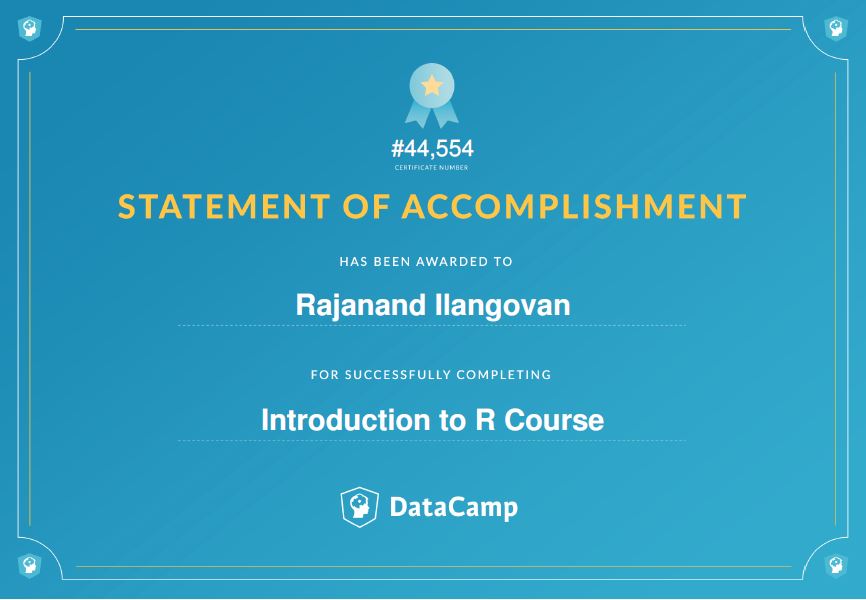 #44,554
CERTIFICATE NUMBER
STATEMENT OF ACCOMPLISHMENT
HAS BEEN AWARDED TO
Rajanand Ilangovan
FOR SUCCESSFULLY COMPLETING
Introduction to R Course
DataCamp